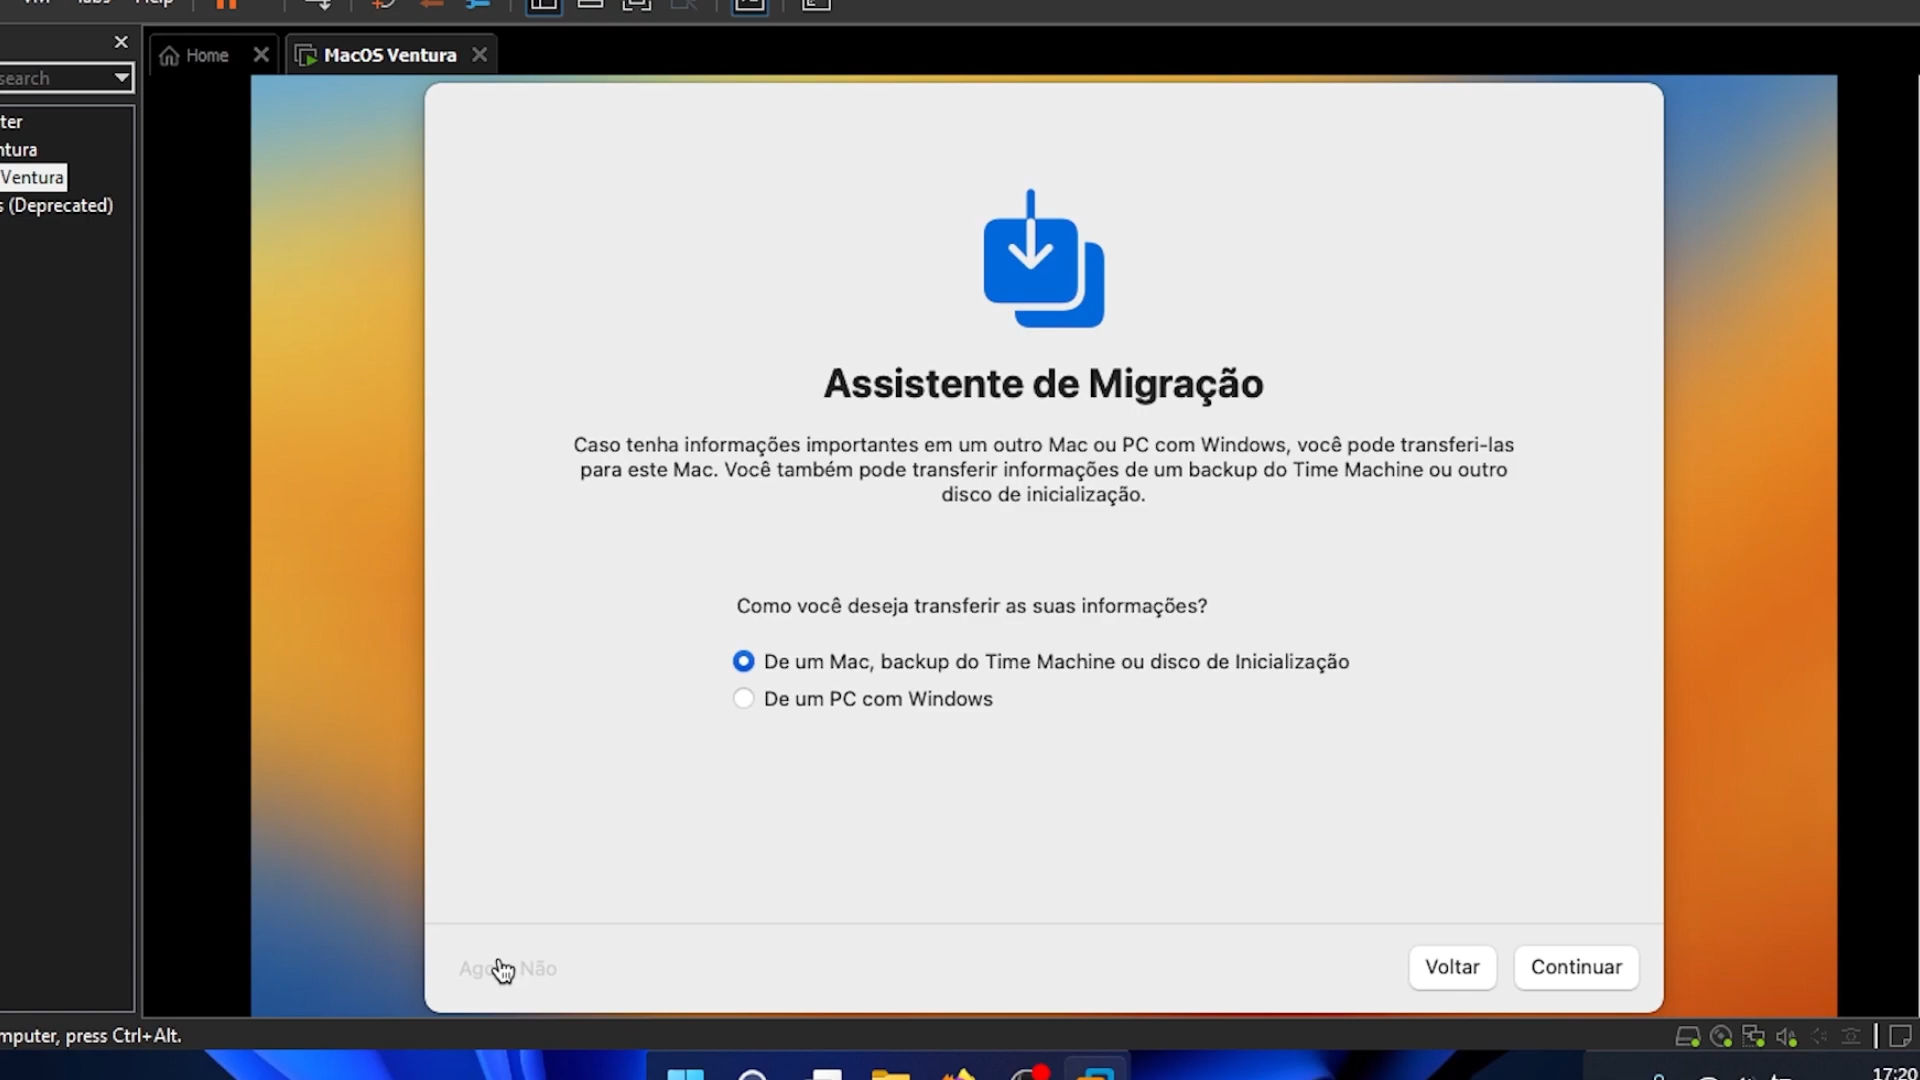 Help
Home
MacOS Ventura
search
ter
ntura
Ventura
s (Deprecated)
Assistente de Migração
Caso tenha informações importantes em um outro Mac ou PC com Windows, você pode transferi-las
para este Mac. Você também pode transferir informações de um backup do Time Machine ou outro
disco de inicialização.
Como você deseja transferir as suas informações?
De um Mac, backup do Time Machine ou disco de Inicialização
De um PC com Windows
Não
Voltar
Continuar
mputer, press Ctrl+Alt.
17:20